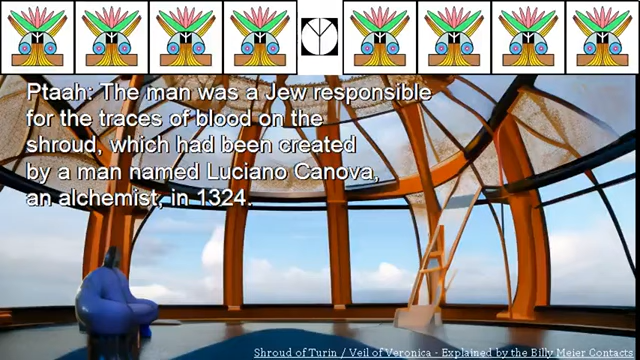 Ptaah: The man was a Jew responsible
for the traces of blood on the
shroud, which had been created
by a man named Luciano Canova,
an alchemist, in 1324.
Shroud of Turin / Veil of Veronica - Explained by the Billy Meier Contacts